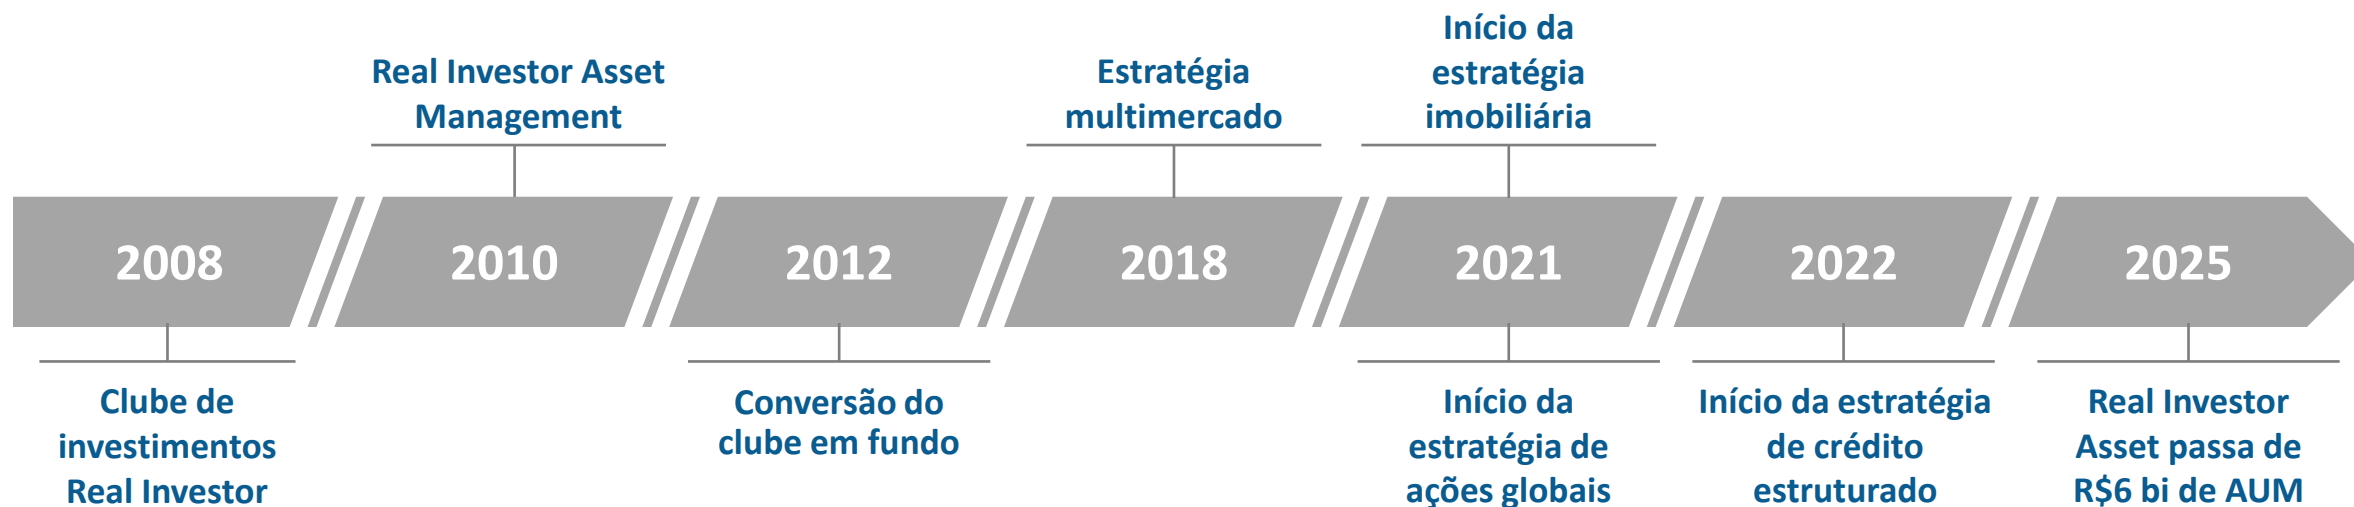 Real Investor Asset
Management
Estratégia
multimercado
Início da
estratégia
imobiliária
2008
2010
2012
2018
2021
2022
2025
Clube de
investimentos
Real Investor
Conversão do
clube em fundo
Início da
estratégia de
ações globais
Início da estratégia
de crédito
estruturado
Real Investor
Asset passa de
R$6 bi de AUM